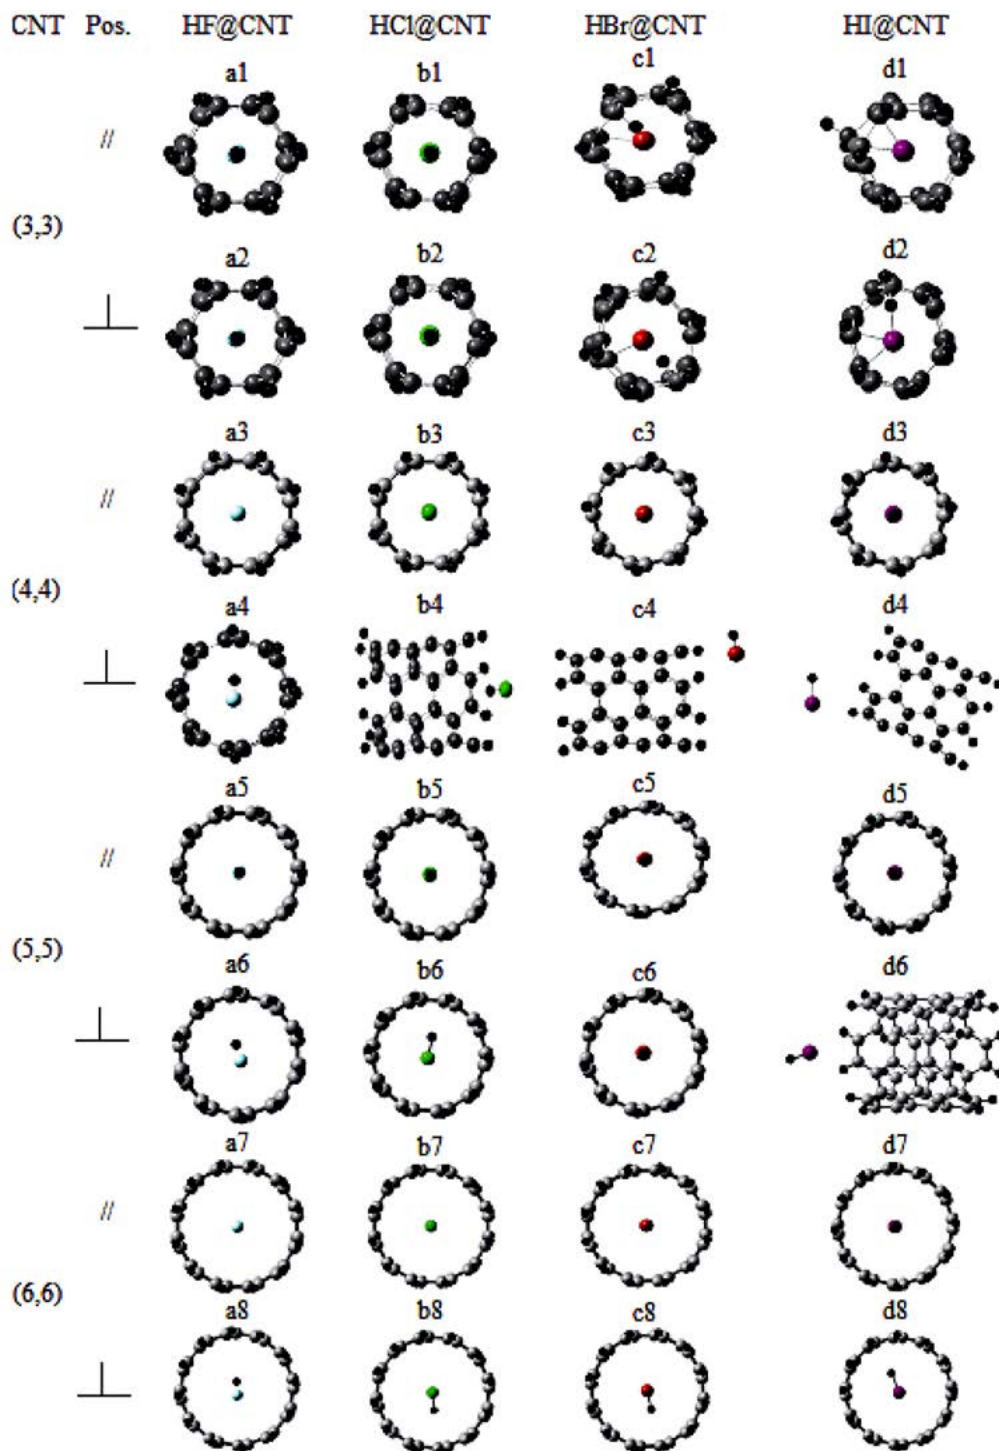 CNT Pos. HF@CNT HCl@CNT HBr@CNT HI@CNT
a1 b1 c1 d1
//
(3,3)
a2 b2 c2 d2
⊥
a3 b3 c3 d3
//
(4,4)
a4 b4 c4 d4
⊥
a5 b5 c5 d5
//
(5,5)
a6 b6 c6 d6
⊥
a7 b7 c7 d7
//
(6,6)
a8 b8 c8 d8
⊥